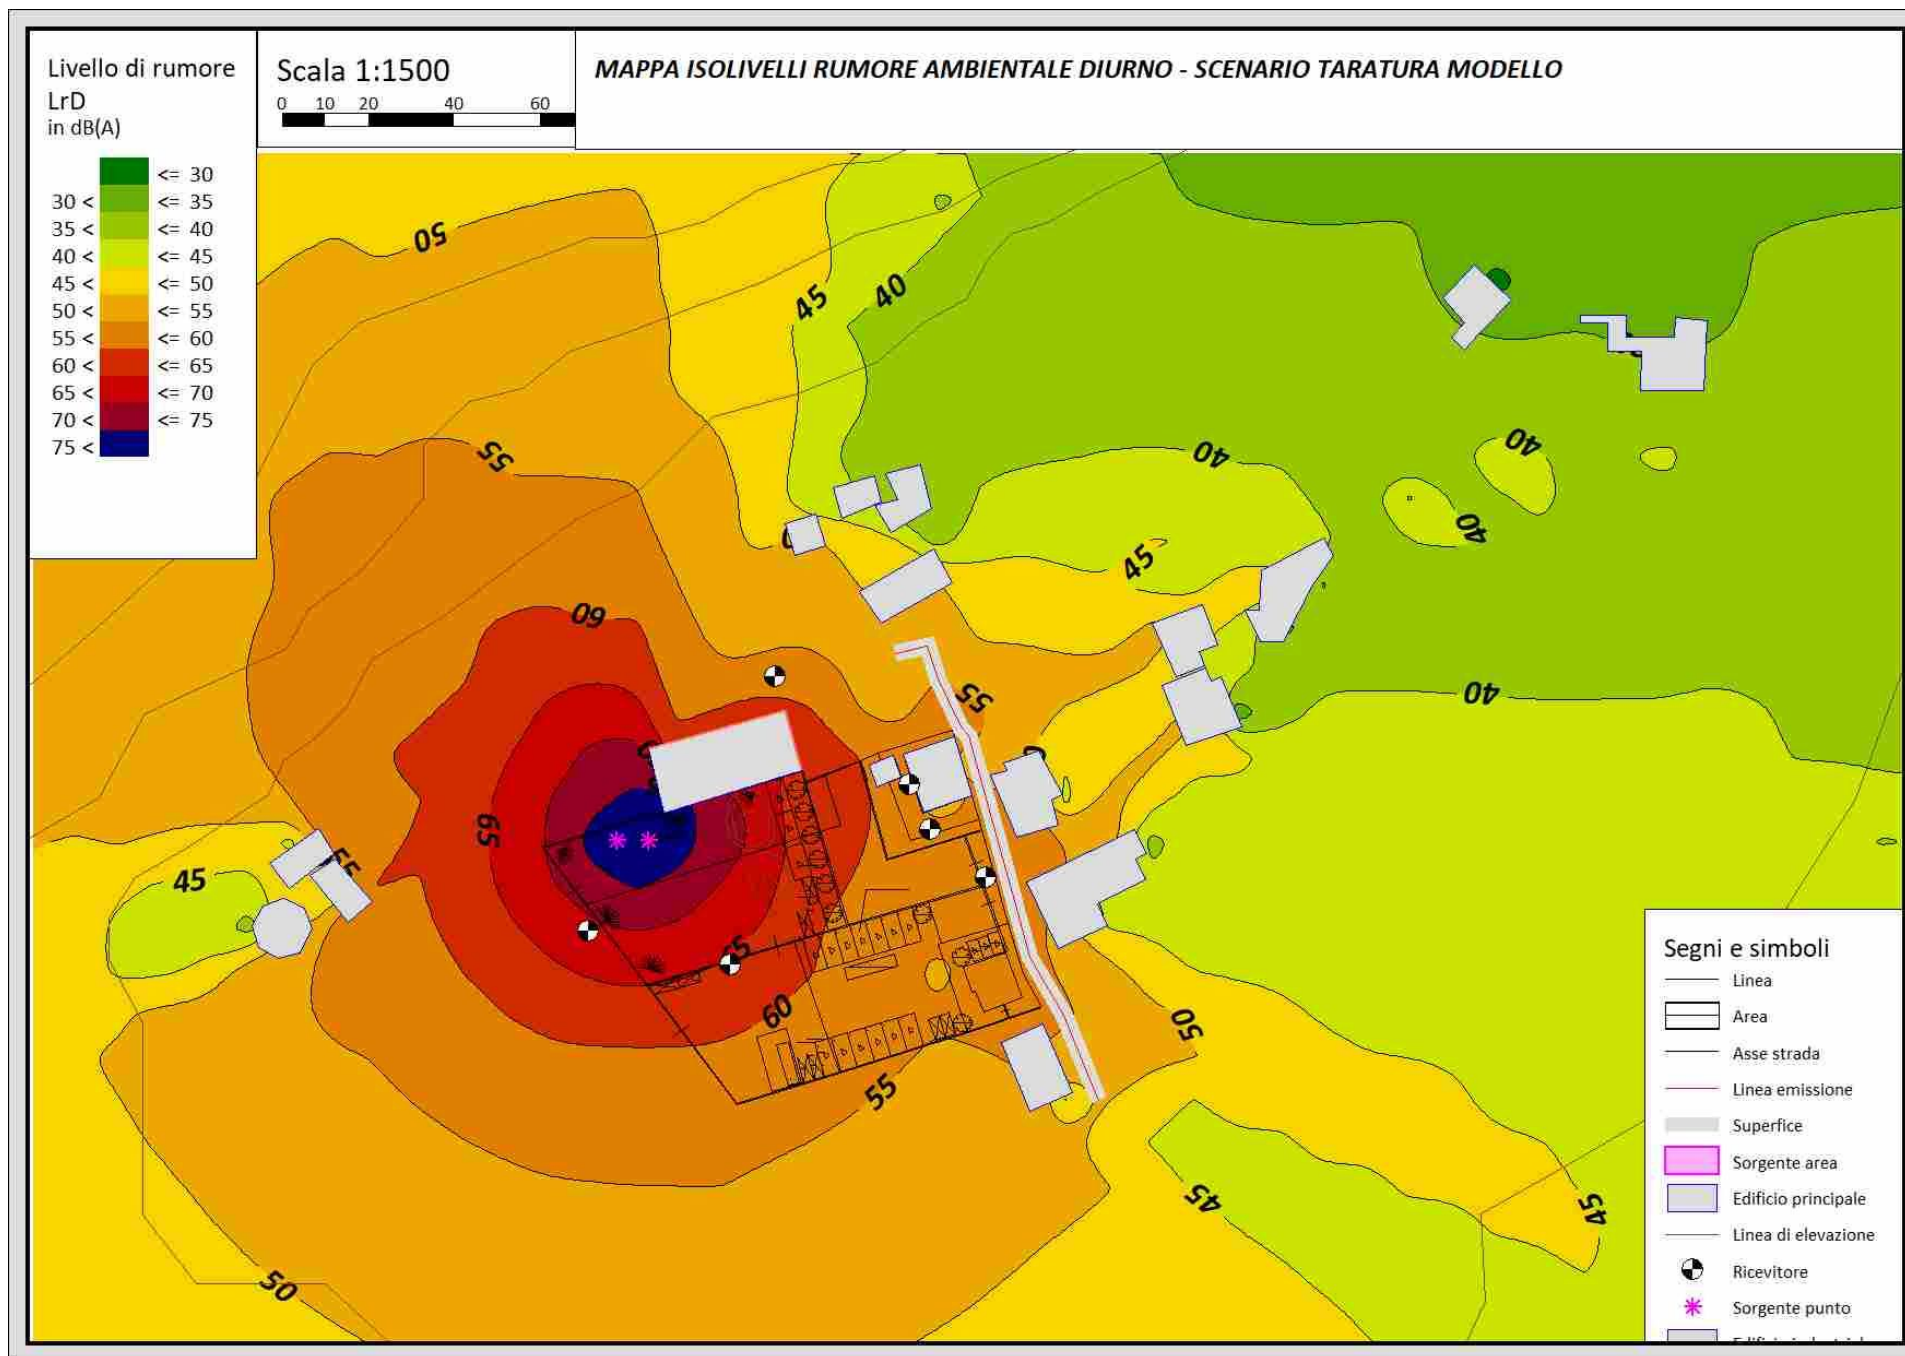 Livello di rumore
LrD
in dB(A)
<= 30
30 < <= 35
35 < <= 40
40 < <= 45
45 < <= 50
50 < <= 55
55 < <= 60
60 < <= 65
65 < <= 70
70 < <= 75
75 <
Scala 1:1500
0 10 20 40 60
MAPPA ISOLIVELLI RUMORE AMBIENTALE DIURNO - SCENARIO TARATURA MODELLO
50
45
40
55
40
40
40
45
60
55
40
65
55
45
65
60
50
55
45
45
50
Segni e simboli
Linea
Area
Asse strada
Linea emissione
Superfice
Sorgente area
Edificio principale
Linea di elevazione
Ricevitore
Sorgente punto